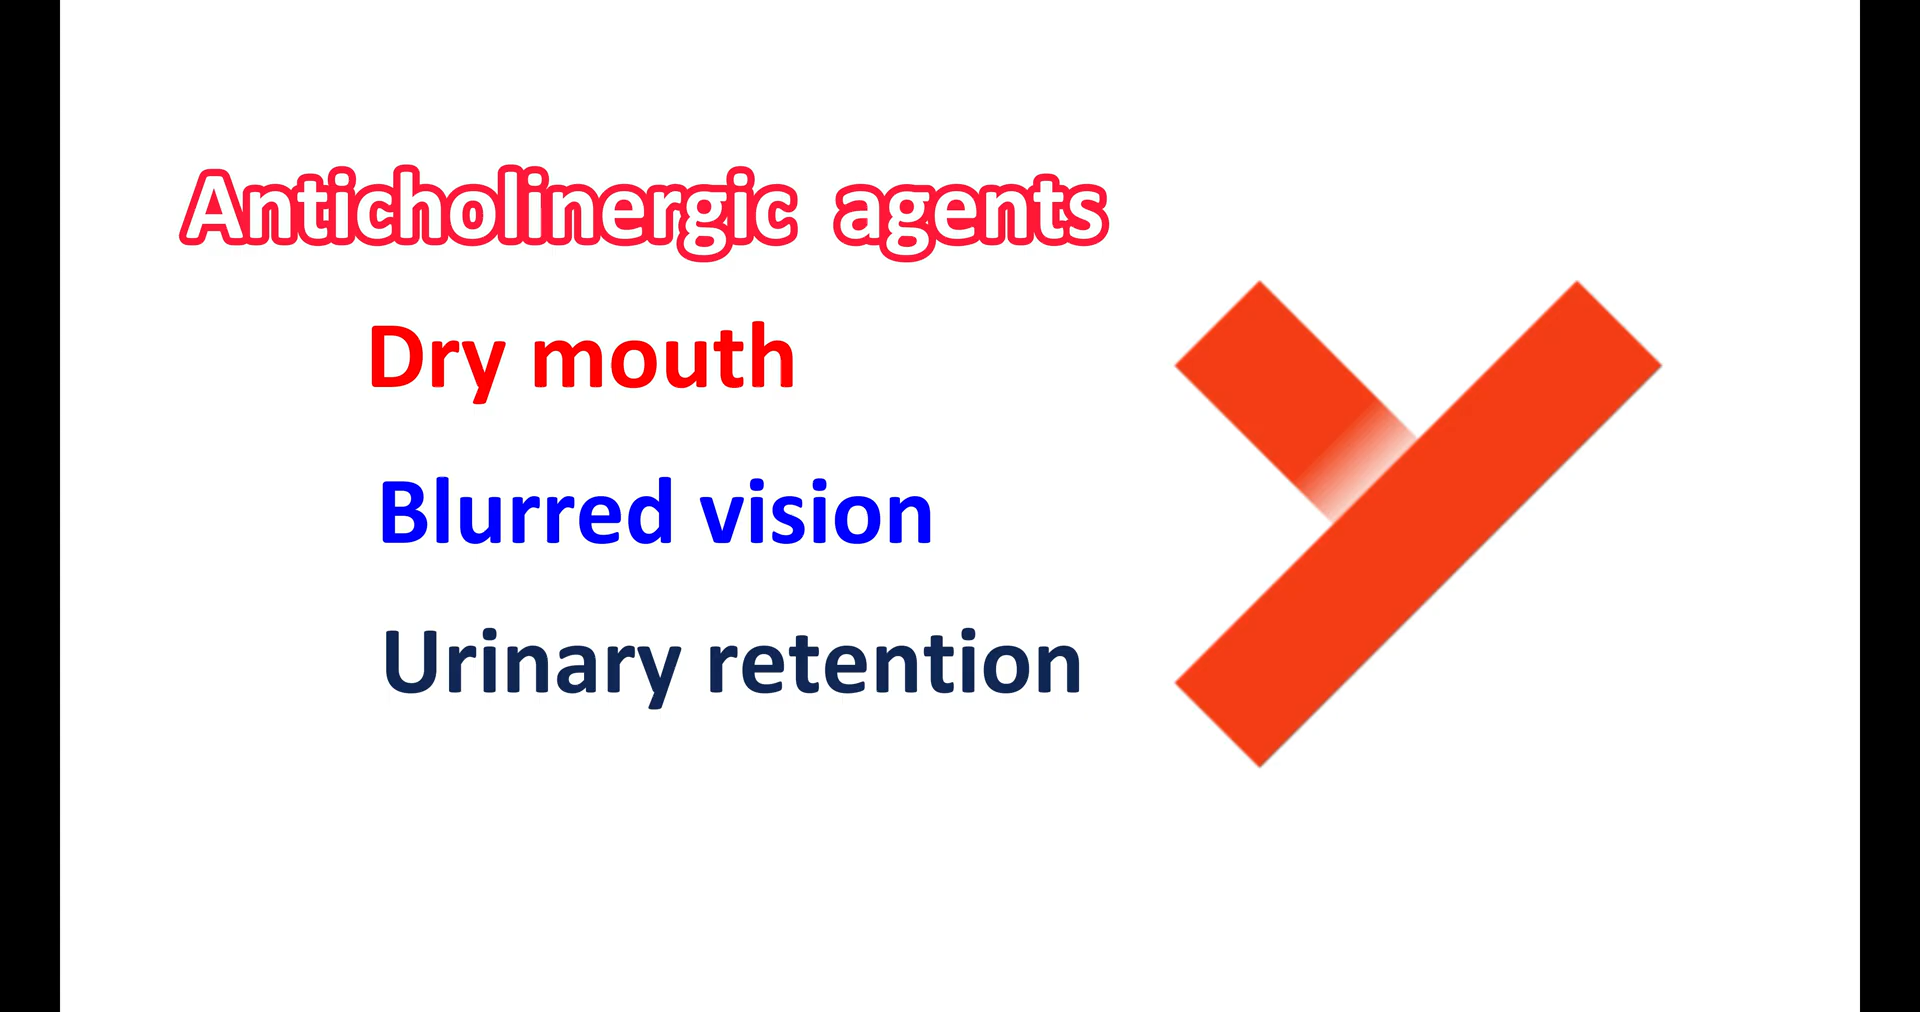 Anticholinergic agents
Dry mouth
Blurred vision
Urinary retention